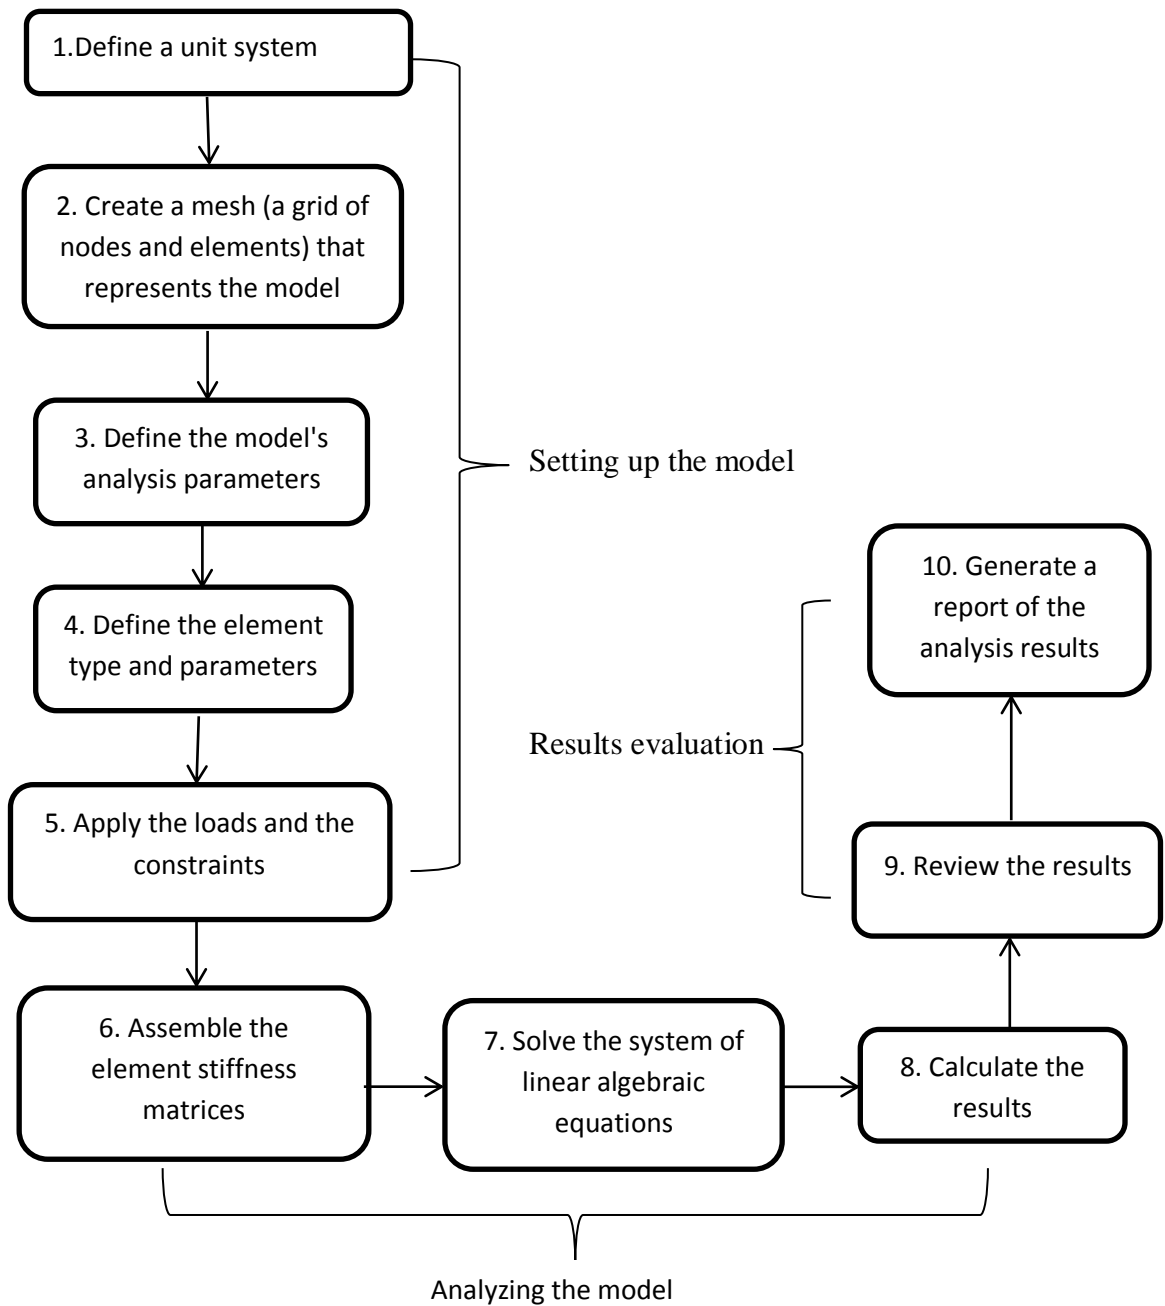 1.Define a unit system
2. Create a mesh (a grid of
nodes and elements) that
represents the model
3. Define the model's
analysis parameters
Setting up the model
4. Define the element
type and parameters
5. Apply the loads and the
constraints
6. Assemble the
element stiffness
matrices
7. Solve the system of
linear algebraic
equations
8. Calculate the
results
9. Review the results
Results evaluation
10. Generate a
report of the
analysis results
Analyzing the model